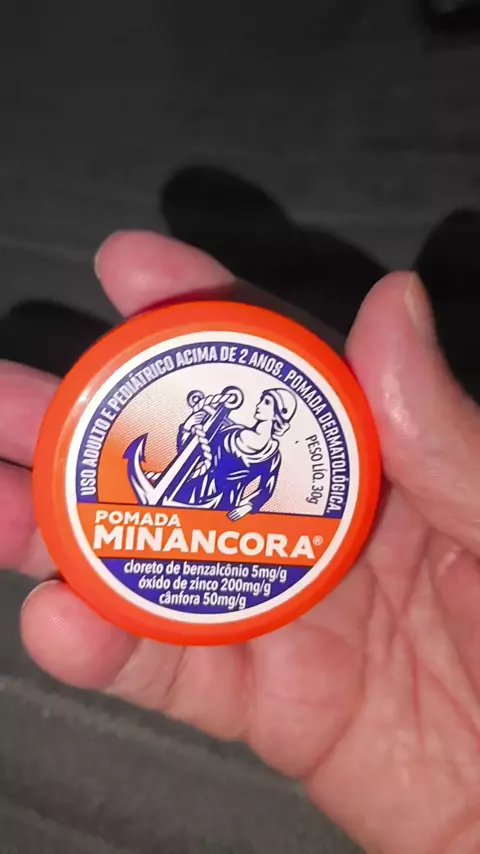 USO ADULTO E PEDIÁTRICO ACIMA DE 2 ANOS. POMADA DERMATOLÓGICA.
PESO LÍQ. 30g
POMADA
MINANCORA®
cloreto de benzalcônio 5mg/g
óxido de zinco 200mg/g
cânfora 50mg/g